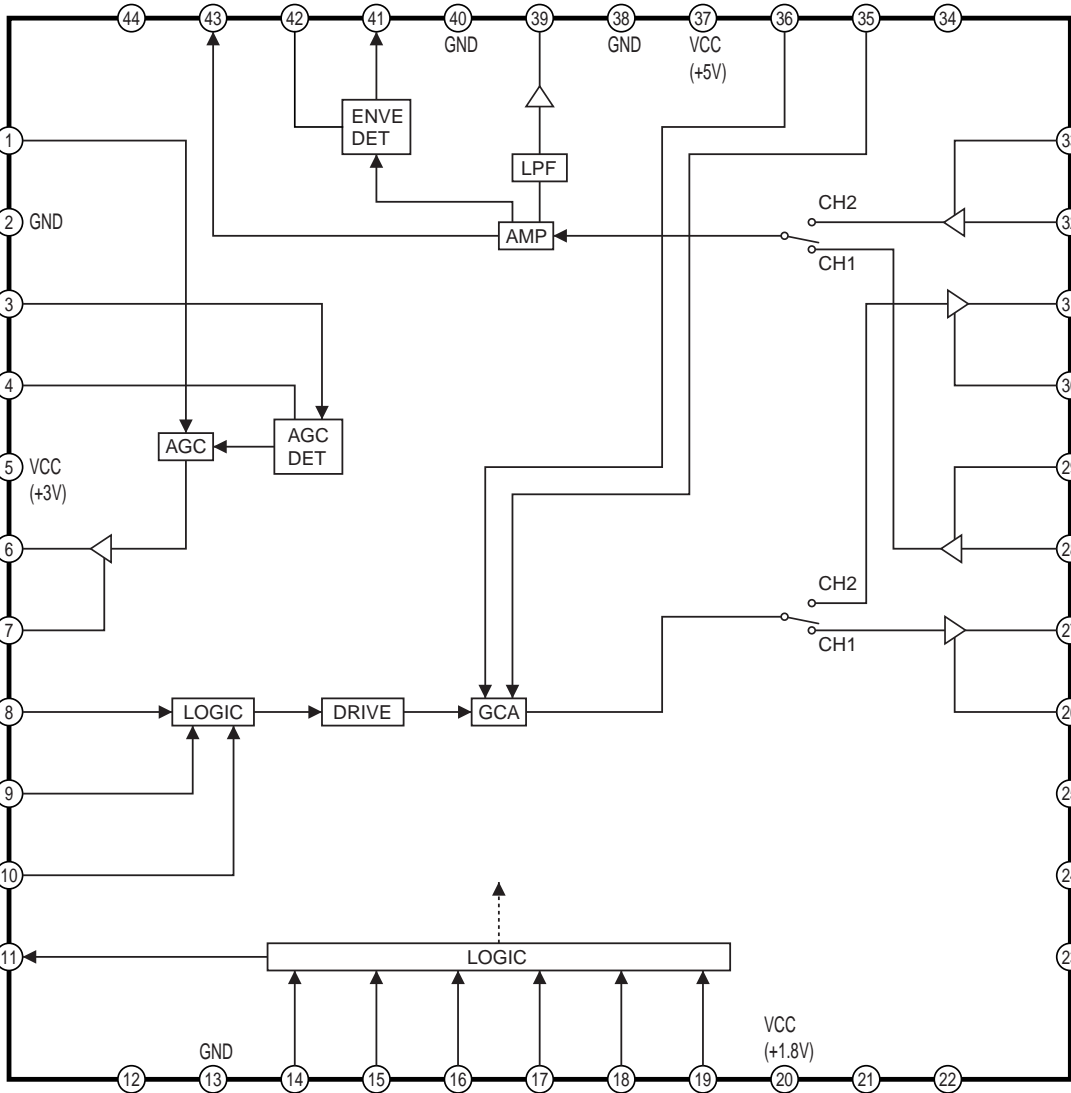 44 43 42 41 40 39 38 37 36 35 34
GND GND VCC
(+5V)
ENVE
DET
1
LPF
CH2
2 GND
AMP
CH1
3
4
AGC
AGC
DET
5 VCC
(+3V)
6
CH2
7
CH1
8 LOGIC DRIVE GCA
9
10
11 LOGIC
VCC
(+1.8V)
GND
12 13 14 15 16 17 18 19 20 21 22